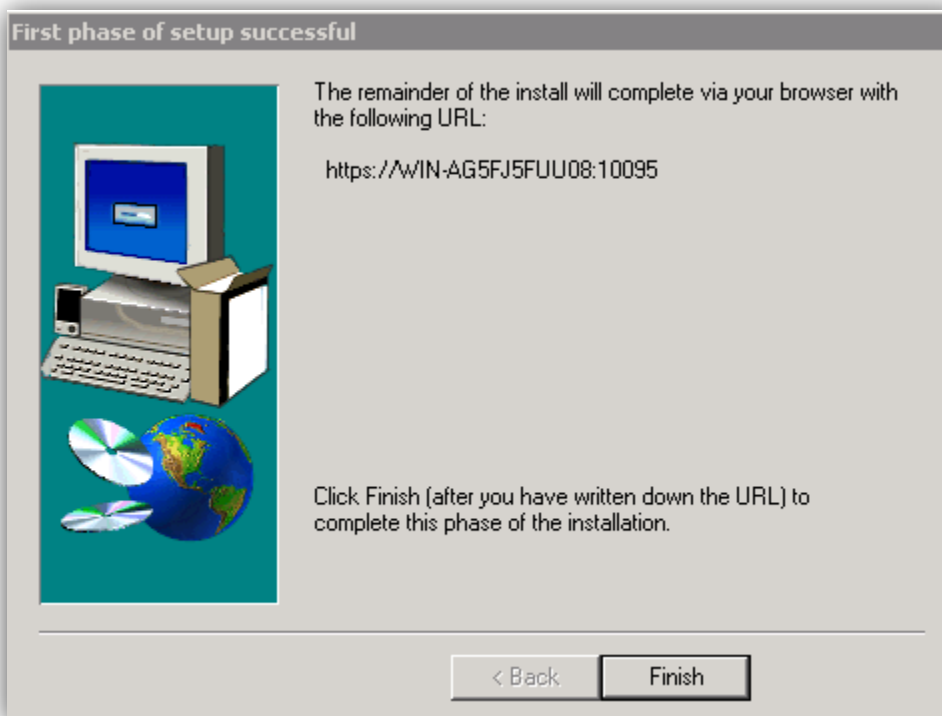 First phase of setup successful
The remainder of the install will complete via your browser with
the following URL:
https://WIN-AG5FJ5FUU08:10095
Click Finish (after you have written down the URL) to
complete this phase of the installation.
< Back
Finish